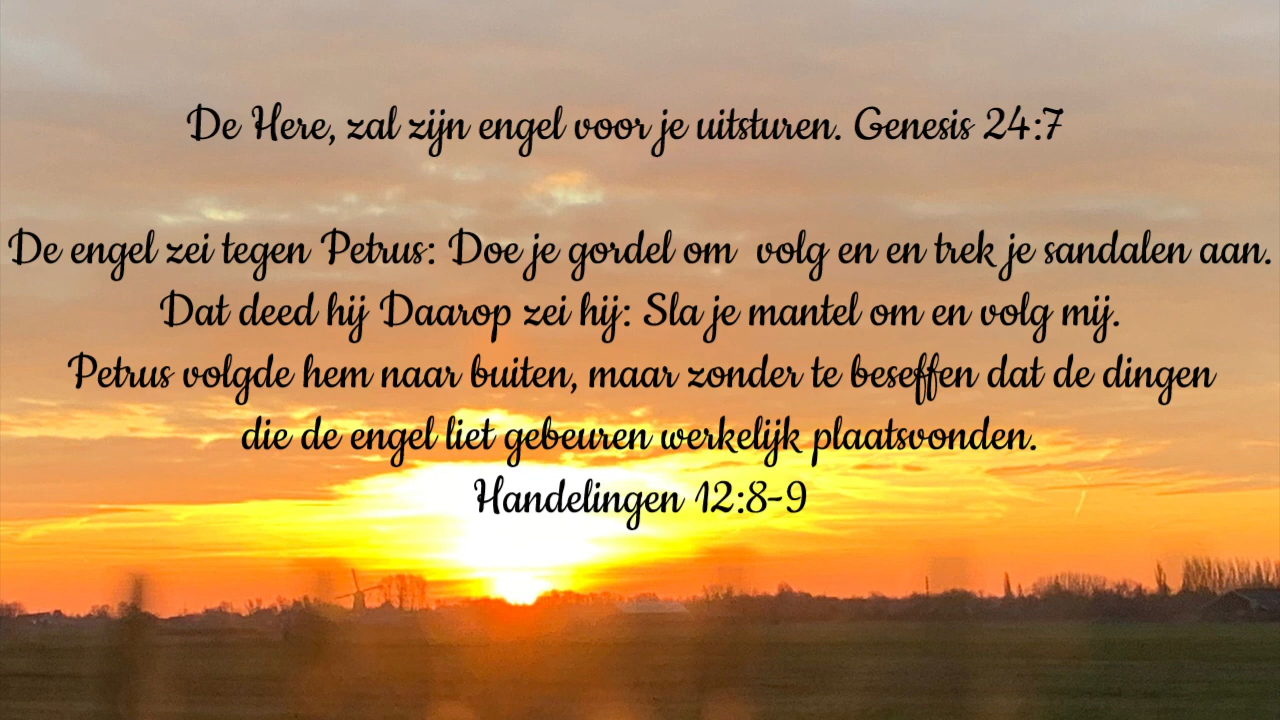 De Here, zal zijn engel voor je uitsturen. Genesis 24:7
De engel zei tegen Petrus: Doe je gordel om volg en en trek je sandalen aan.
Dat deed hij Daarop zei hij: Sla je mantel om en volg mij.
Petrus volgde hem naar buiten, maar zonder te beseffen dat de dingen
die de engel liet gebeuren werkelijk plaatsvonden.
Handelingen 12:8-9